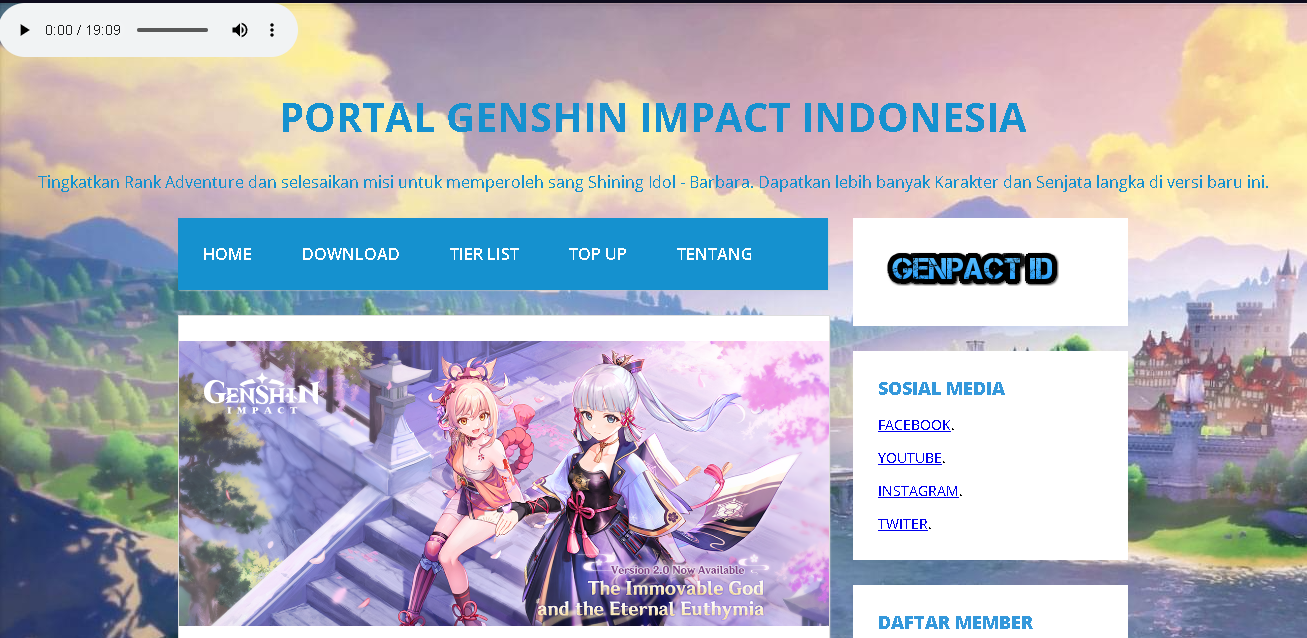 0:00 / 19:09
PORTAL GENSHIN IMPACT INDONESIA
Tingkatkan Rank Adventure dan selesaikan misi untuk memperoleh sang Shining Idol - Barbara. Dapatkan lebih banyak Karakter dan Senjata langka di versi baru ini.
HOME DOWNLOAD TIER LIST TOP UP TENTANG
GENSHIN
IMPACT
Version 2.0 Now Available
The Immovable God
and the Eternal Euthymia
GENPACT ID
SOSIAL MEDIA
FACEBOOK.
YOUTUBE.
INSTAGRAM.
TWITER.
DAFTAR MEMBER